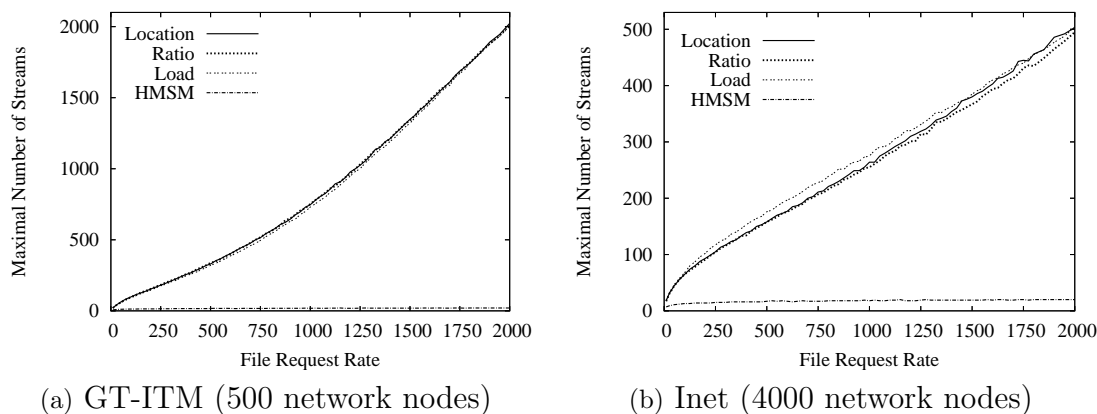 Maximal Number of Streams
2000
1500
1000
500
0
Location
Ratio
Load
HMSM
0 250 500 750 1000 1250 1500 1750 2000
File Request Rate
(a) GT-ITM (500 network nodes)
Maximal Number of Streams
500
400
300
200
100
0
Location
Ratio
Load
HMSM
0 250 500 750 1000 1250 1500 1750 2000
File Request Rate
(b) Inet (4000 network nodes)